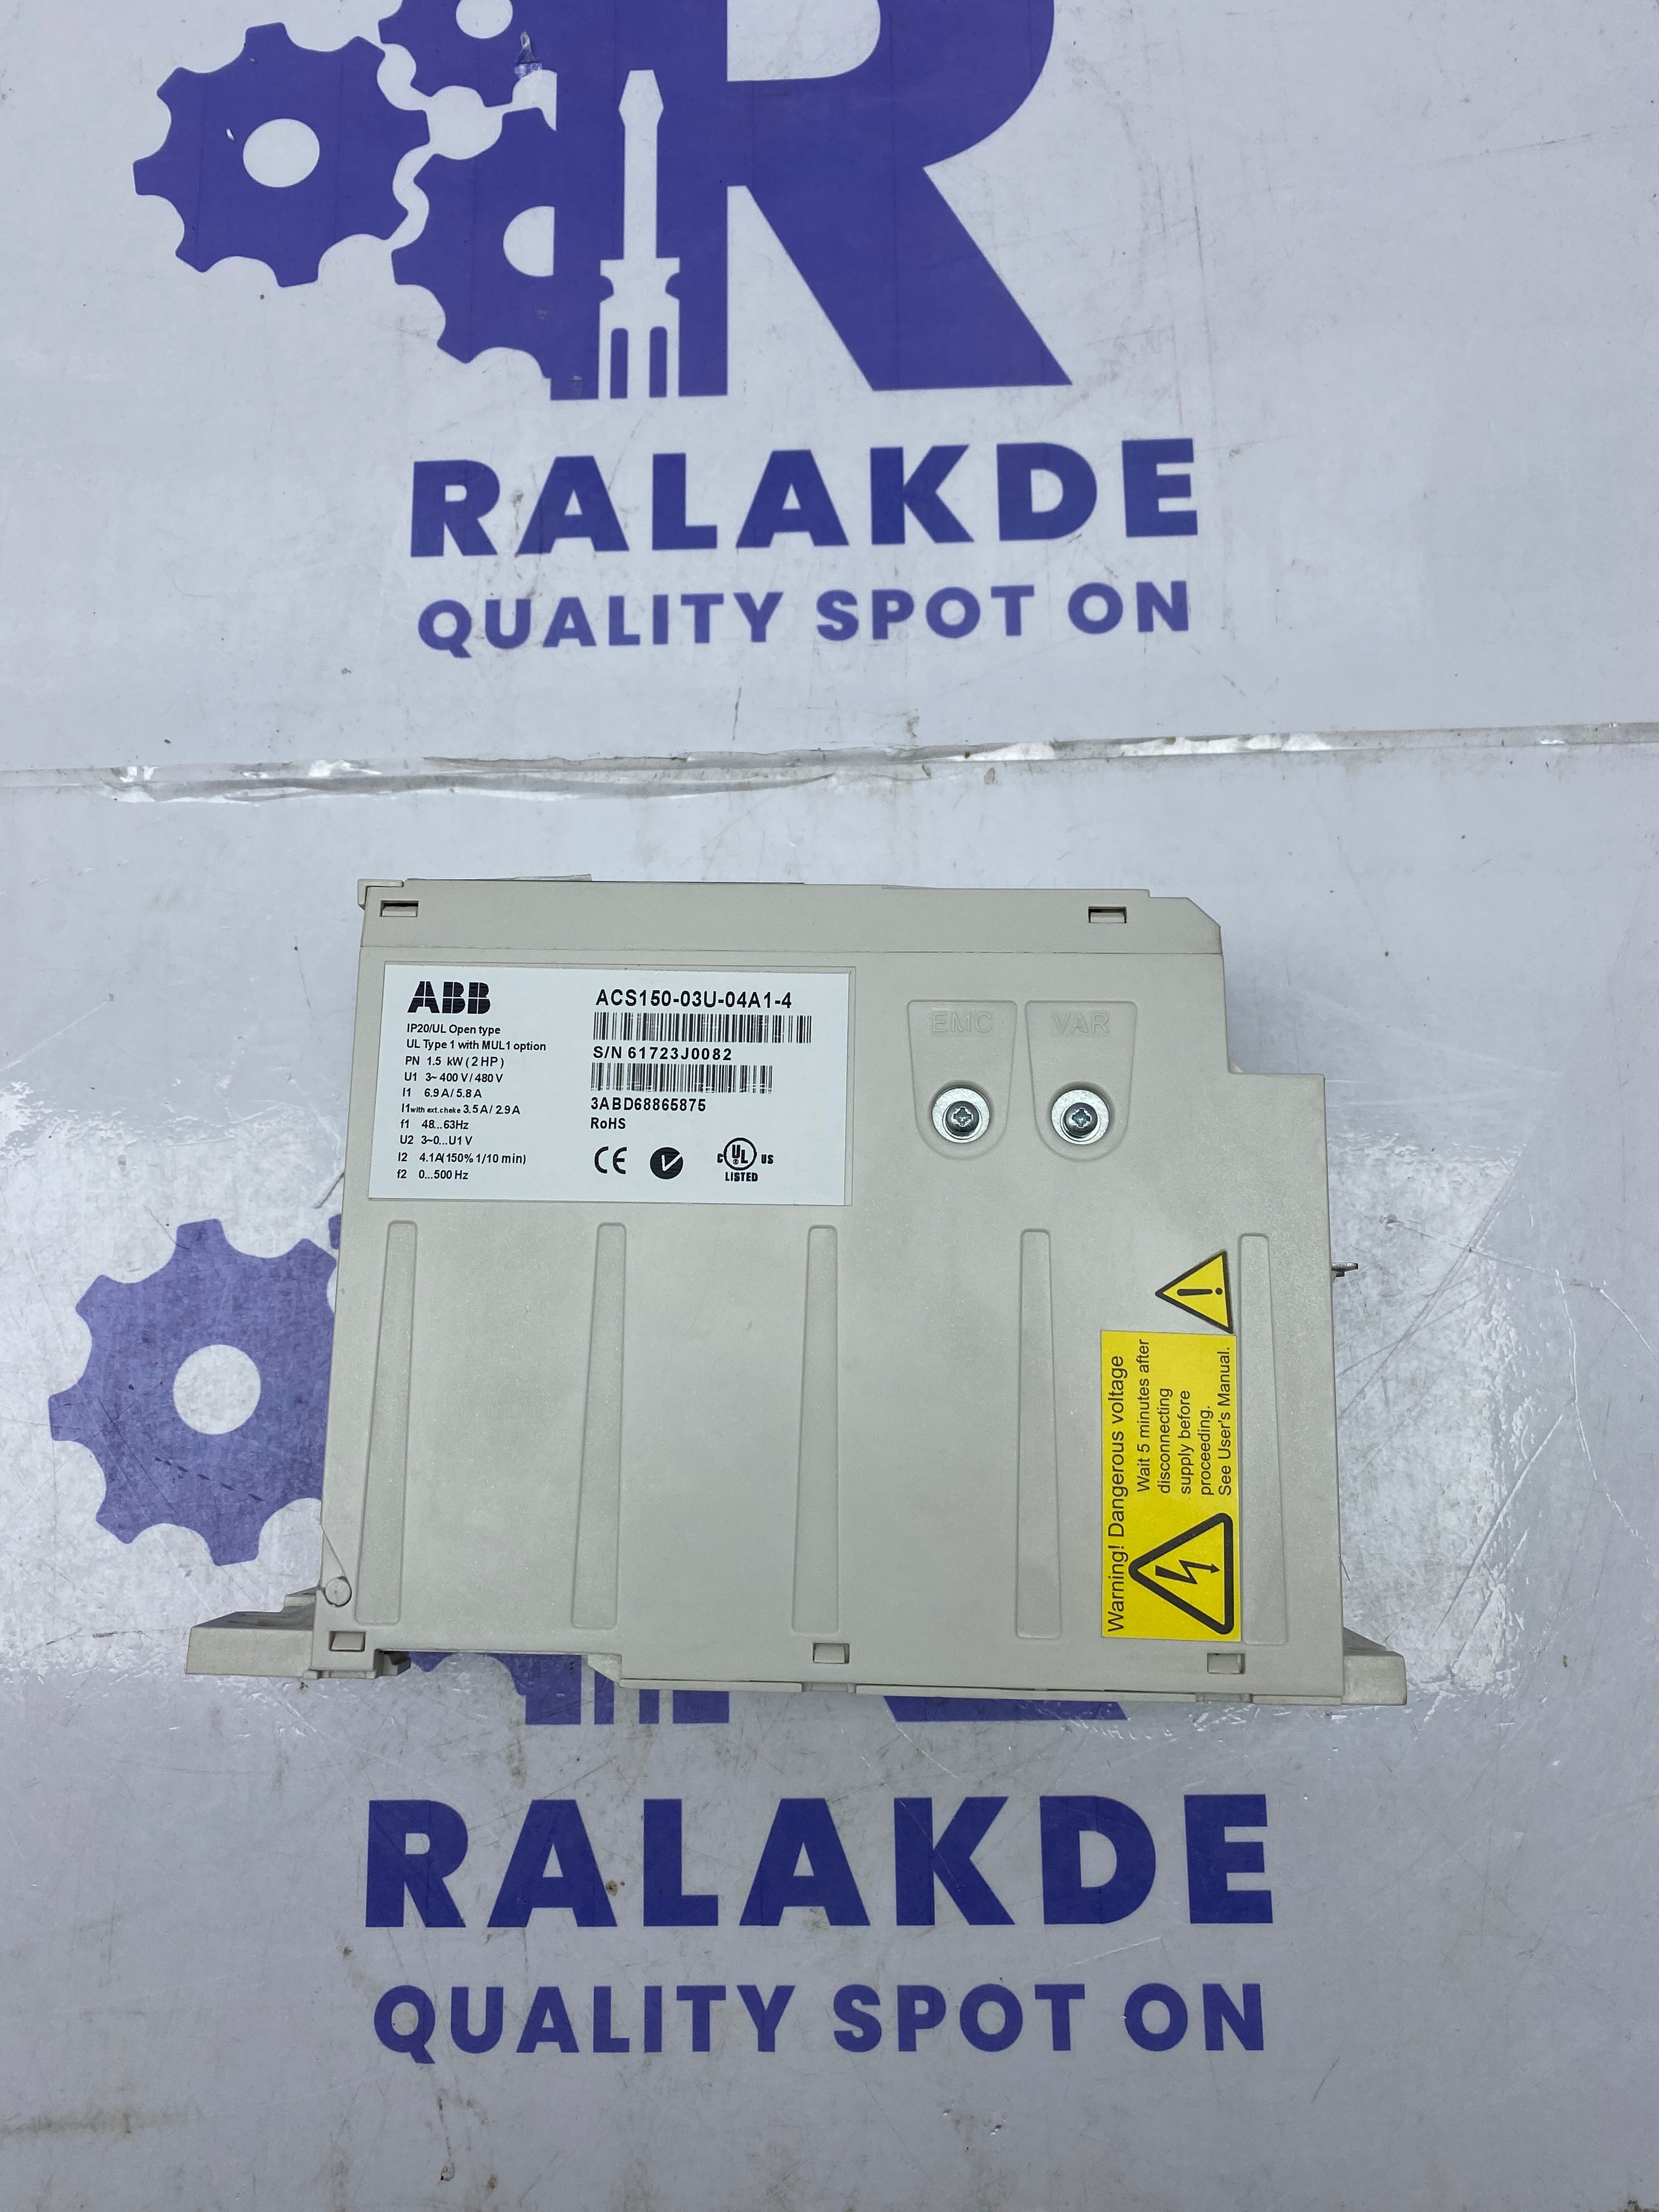 RALAKDE
QUALITY SPOT ON
ABB
IP20/UL Open type
UL Type 1 with MUL1 option
PN 1.5 kW (2 HP)
U1 3~ 400 V/480 V
I1 6.9 A/5.8 A
I1with ext.choke 3.5 A/2.9 A
f1 48...63Hz
U2 3~0...U1 V
I2 4.1A(150% 1/10 min)
f2 0...500 Hz
ACS150-03U-04A1-4
S/N 61723J0082
3ABD68865875
RoHS
CE
C UL US
LISTED
EMC
VAR
Warning! Dangerous voltage
Wait 5 minutes after
disconnecting
supply before
proceeding.
See User's Manual.
RALAKDE
QUALITY SPOT ON